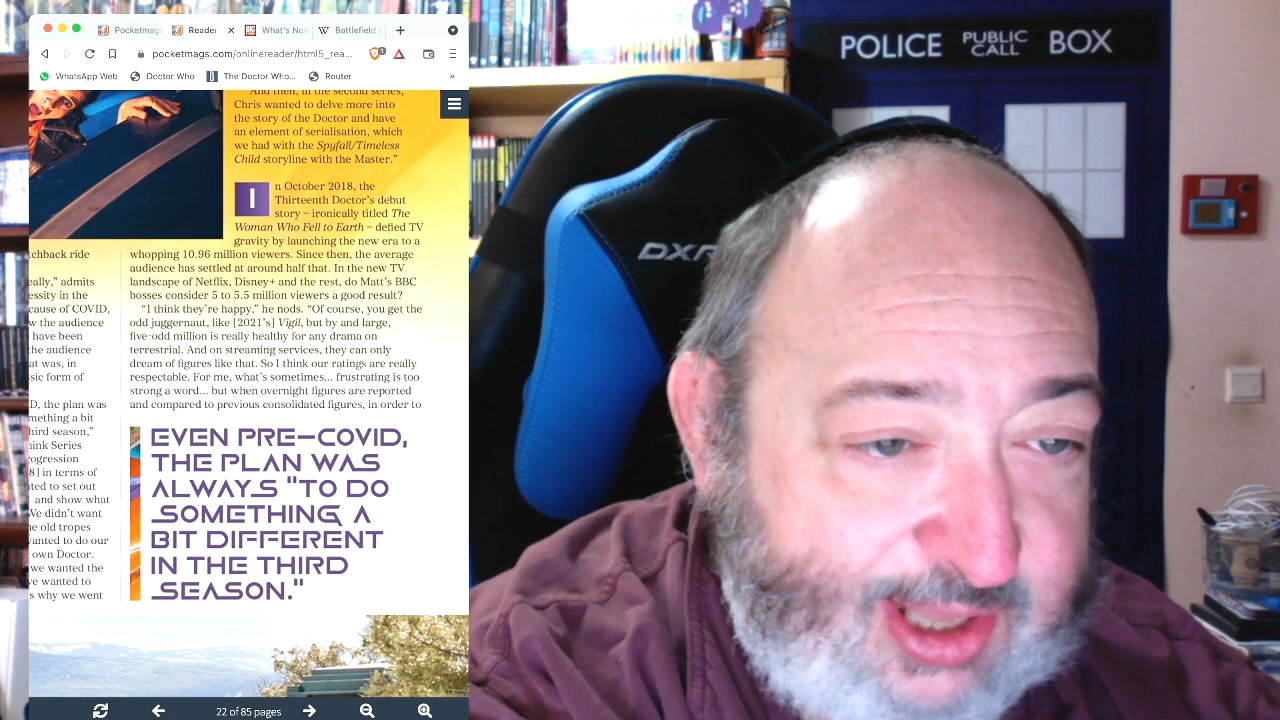 Pocketmags
Reader
What's New
Battlefield (
pocketmags.com/onlinereader/html5_rea...
1
WhatsApp Web
Doctor Who
The Doctor Who...
Router
»
And then, in the second series,
Chris wanted to delve more into
the story of the Doctor and have
an element of serialisation, which
we had with the Spyfall/Timeless
Child storyline with the Master."
In October 2018, the
Thirteenth Doctor's debut
story – ironically titled The
Woman Who Fell to Earth – defied TV
gravity by launching the new era to a
whopping 10.96 million viewers. Since then, the average
audience has settled at around half that. In the new TV
landscape of Netflix, Disney+ and the rest, do Matt's BBC
bosses consider 5 to 5.5 million viewers a good result?
"I think they're happy," he nods. "Of course, you get the
odd juggernaut, like [2021's] Vigil, but by and large,
five-odd million is really healthy for any drama on
terrestrial. And on streaming services, they can only
dream of figures like that. So I think our ratings are really
respectable. For me, what's sometimes... frustrating is too
strong a word... but when overnight figures are reported
and compared to previous consolidated figures, in order to
EVEN PRE-COVID,
THE PLAN WAS
ALWAYS "TO DO
SOMETHING A
BIT DIFFERENT
IN THE THIRD
SEASON."
tchback ride
eally," admits
essity in the
cause of COVID,
w the audience
have been
the audience
at was, in
sic form of
D, the plan was
mething a bit
hird season,"
hink Series
rogression
8] in terms of
ted to set out
and show what
We didn't want
he old tropes
wanted to do our
own Doctor.
we wanted the
ve wanted to
s why we went
22 of 85 pages
POLICE PUBLIC CALL BOX
DXR